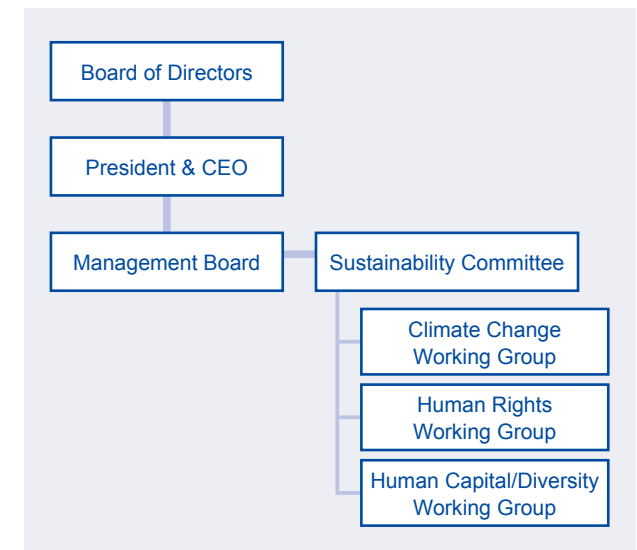 Board of Directors
President & CEO
Management Board
Sustainability Committee
Climate Change
Working Group
Human Rights
Working Group
Human Capital/Diversity
Working Group